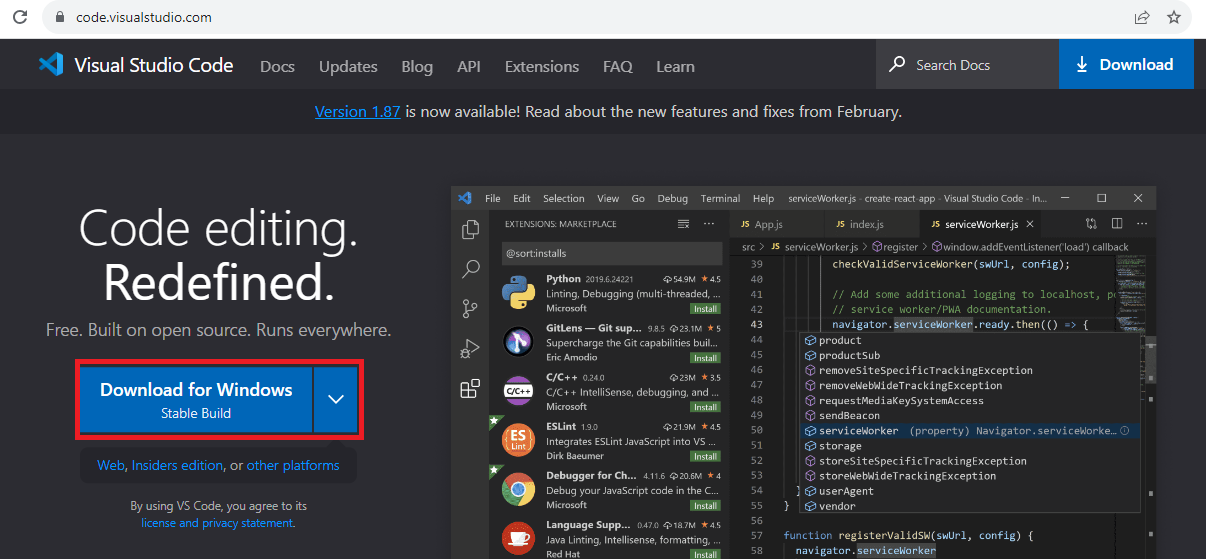 code.visualstudio.com
Visual Studio Code Docs Updates Blog API Extensions FAQ Learn Search Docs Download
Version 1.87 is now available! Read about the new features and fixes from February.
Code editing.
Redefined.
Free. Built on open source. Runs everywhere.
Download for Windows
Stable Build
Web, Insiders edition, or other platforms
By using VS Code, you agree to its
license and privacy statement.
File Edit Selection View Go Debug Terminal Help serviceWorker.js - create-react-app - Visual Studio Code - In...
EXTENSIONS: MARKETPLACE
@sort:installs
Python 2019.6.24221 54.9M 4.5
Linting, Debugging (multi-threaded, ...
Microsoft Install
GitLens — Git sup... 9.8.5 23.1M 5
Supercharge the Git capabilities buil...
Eric Amodio Install
C/C++ 0.24.0 23M 3.5
C/C++ IntelliSense, debugging, and ...
Microsoft Install
ESLint 1.9.0 21.9M 4.5
Integrates ESLint JavaScript into VS ...
Dirk Baeumer Install
Debugger for Ch... 4.11.6 20.6M 4
Debug your JavaScript code in the C...
Microsoft Install
Language Supp... 0.47.0 18.7M 4.5
Java Linting, Intellisense, formatting, ...
Red Hat Install
C/C++
ES
Lint
JS App.js JS index.js JS serviceWorker.js
src > JS serviceWorker.js > register > window.addEventListener('load') callback
39 checkValidServiceWorker(swUrl, config);
40
41 // Add some additional logging to localhost, p
42 // service worker/PWA documentation.
43 navigator.serviceWorker.ready.then(() => {
44 product
45 productSub
46 removeSiteSpecificTrackingException
47 removeWebWideTrackingException
48 requestMediaKeySystemAccess
49 sendBeacon
50 serviceWorker (property) Navigator.serviceWorke...
51 storage
52 storeSiteSpecificTrackingException
53 storeWebWideTrackingException
54 } userAgent
55 } vendor
56
57 function registerValidSW(swUrl, config) {
58 navigator.serviceWorker